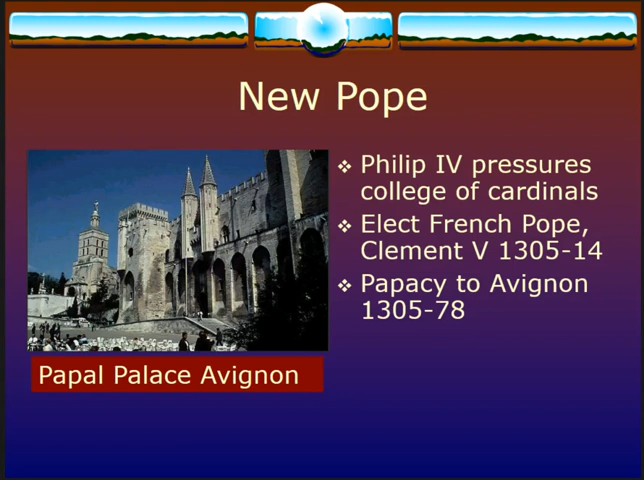 New Pope
❖ Philip IV pressures
college of cardinals
❖ Elect French Pope,
Clement V 1305-14
❖ Papacy to Avignon
1305-78
Papal Palace Avignon